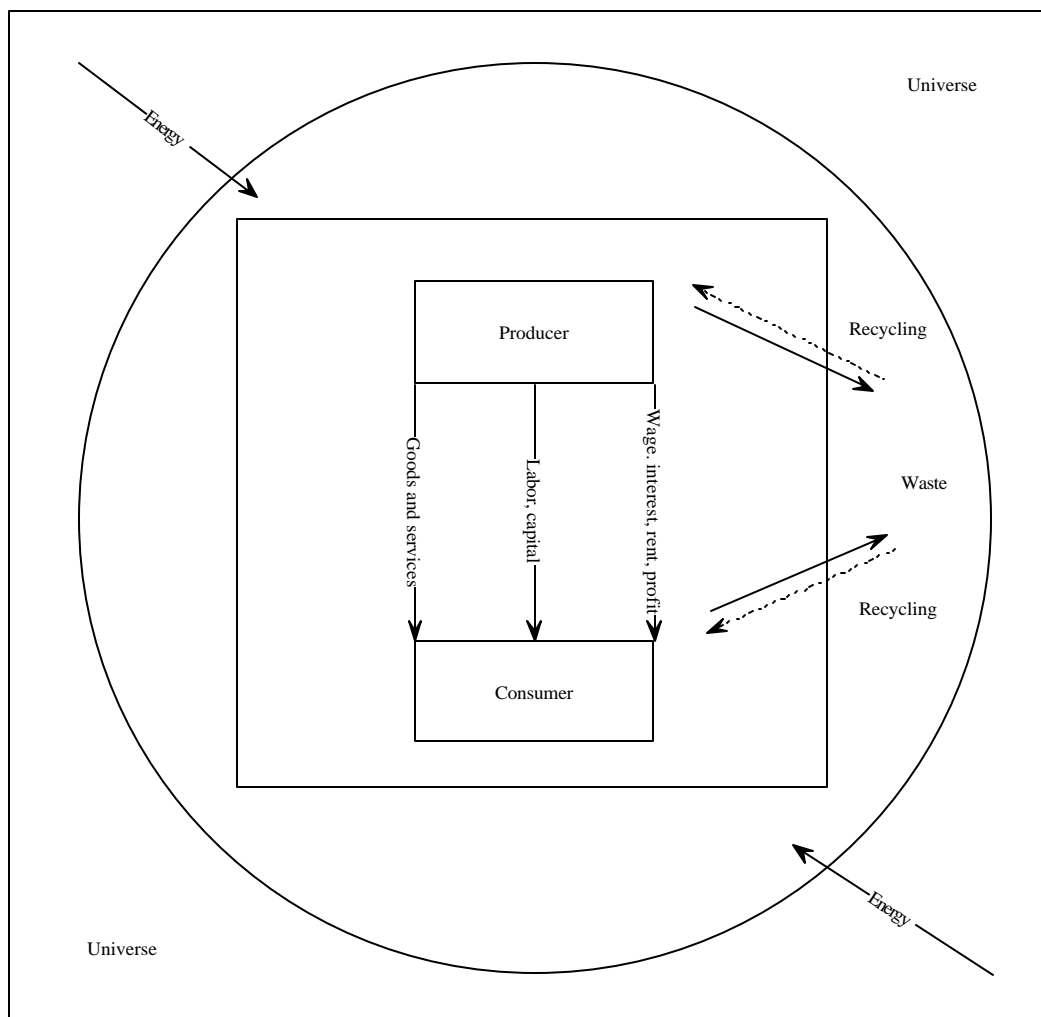 Universe
Energy
Producer
Recycling
Goods and services
Labor, capital
Wage. interest, rent, profit
Waste
Recycling
Consumer
Energy
Universe